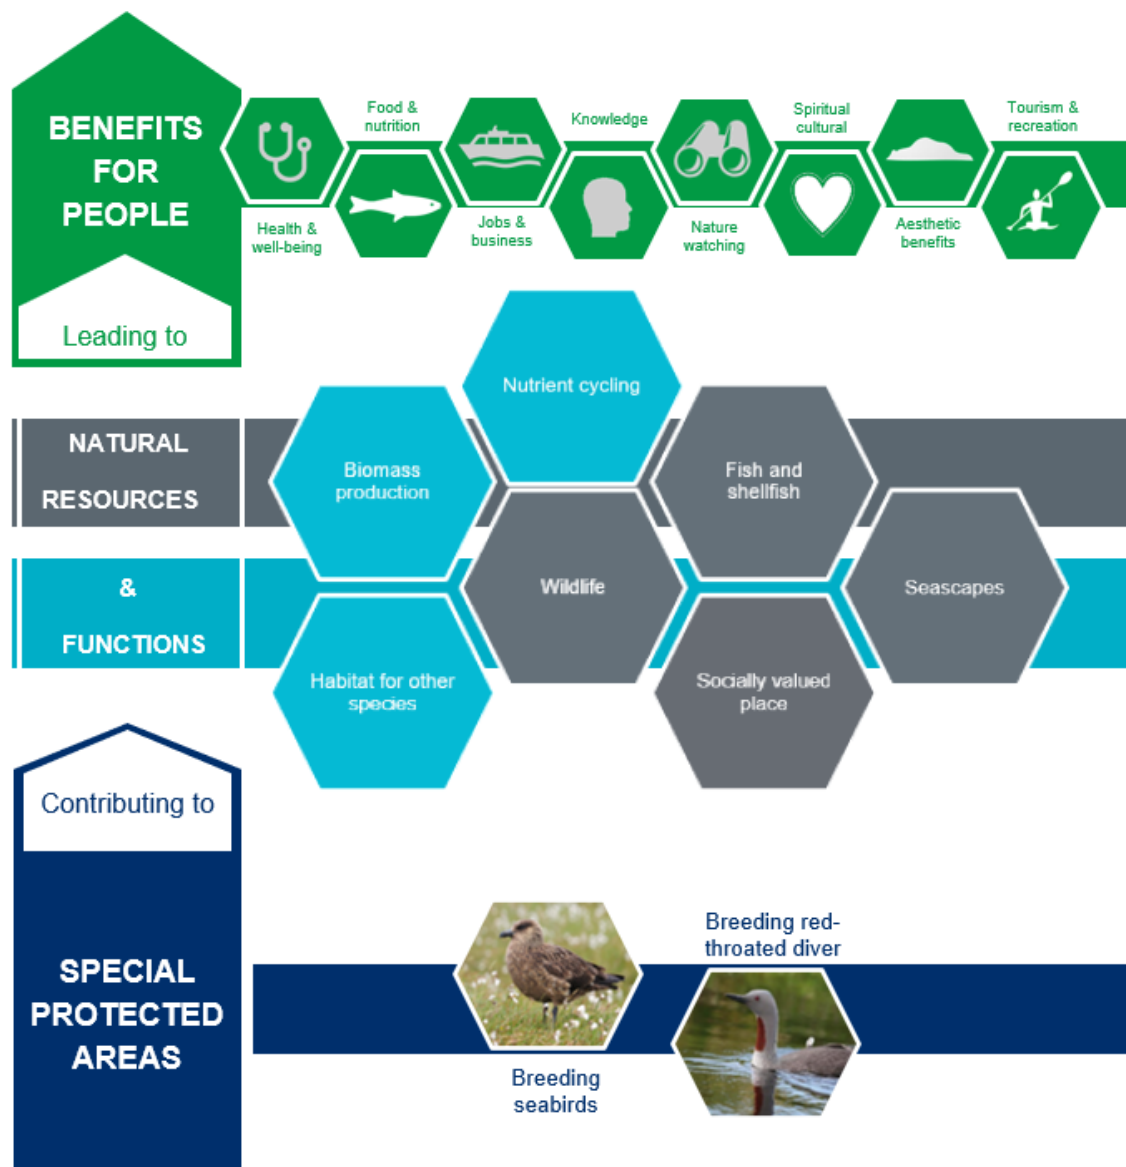 BENEFITS
FOR
PEOPLE
Leading to
Health &
well-being
Food &
nutrition
Jobs &
business
Knowledge
Nature
watching
Spiritual
cultural
Aesthetic
benefits
Tourism &
recreation
NATURAL
RESOURCES
&
FUNCTIONS
Nutrient cycling
Biomass
production
Fish and
shellfish
Wildlife
Seascapes
Habitat for other
species
Socially valued
place
Contributing to
SPECIAL
PROTECTED
AREAS
Breeding
seabirds
Breeding red-
throated diver